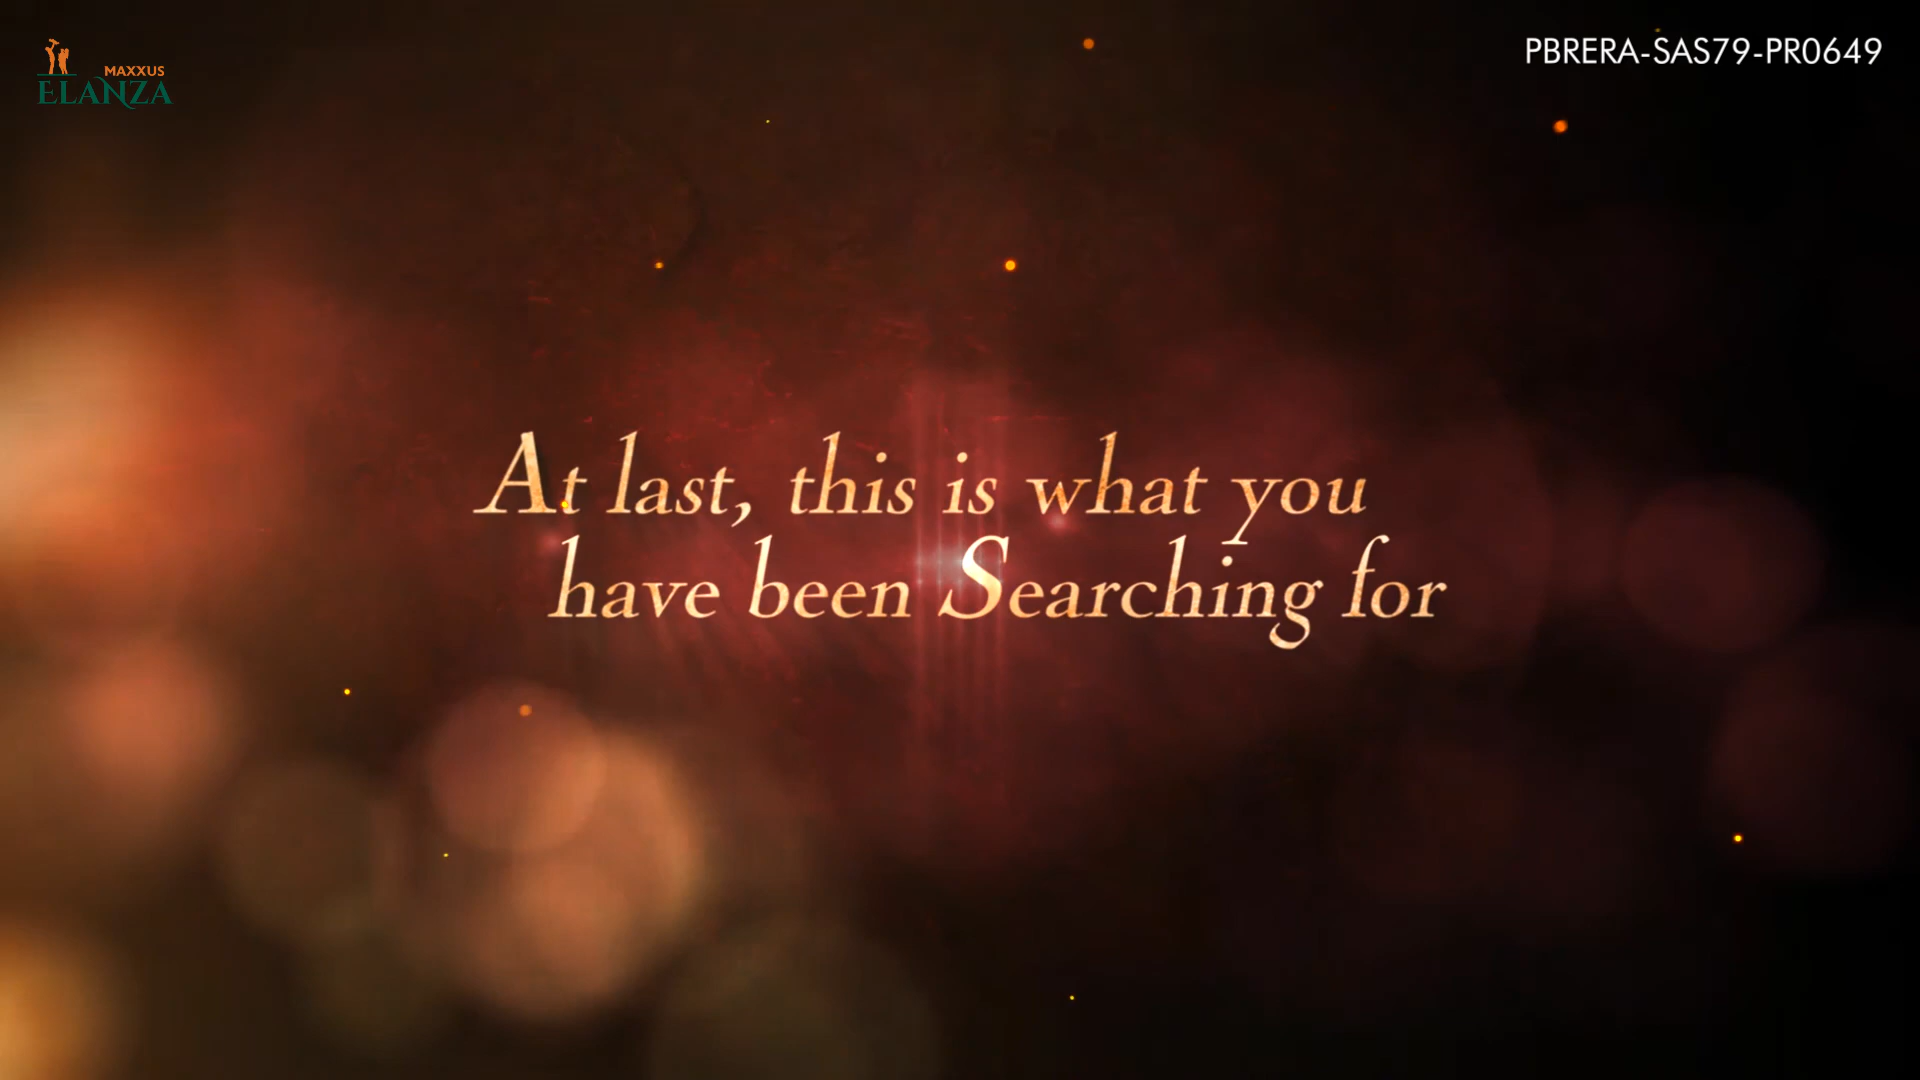 MAXXUS
ELANZA
PBRERA-SAS79-PR0649
At last, this is what you
have been Searching for